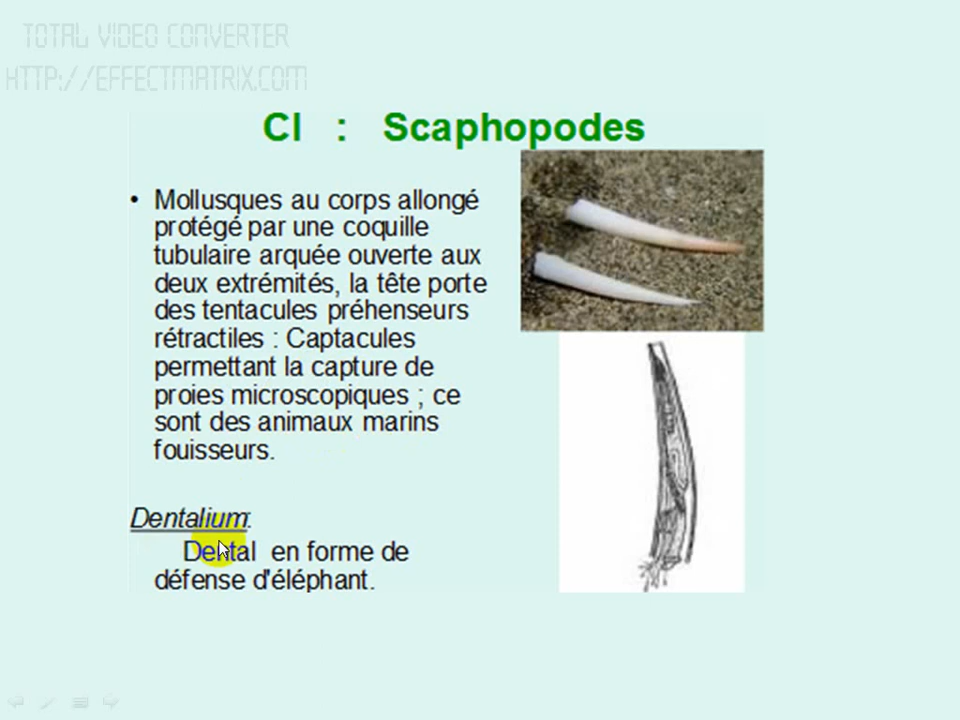 TOTAL VIDEO CONVERTER
HTTP://EFFECTMATRIX.COM
Cl : Scaphopodes
• Mollusques au corps allongé
protégé par une coquille
tubulaire arquée ouverte aux
deux extrémités, la tête porte
des tentacules préhenseurs
rétractiles : Captacules
permettant la capture de
proies microscopiques ; ce
sont des animaux marins
fouisseurs.
Dentalium:
Dental en forme de
défense d'éléphant.